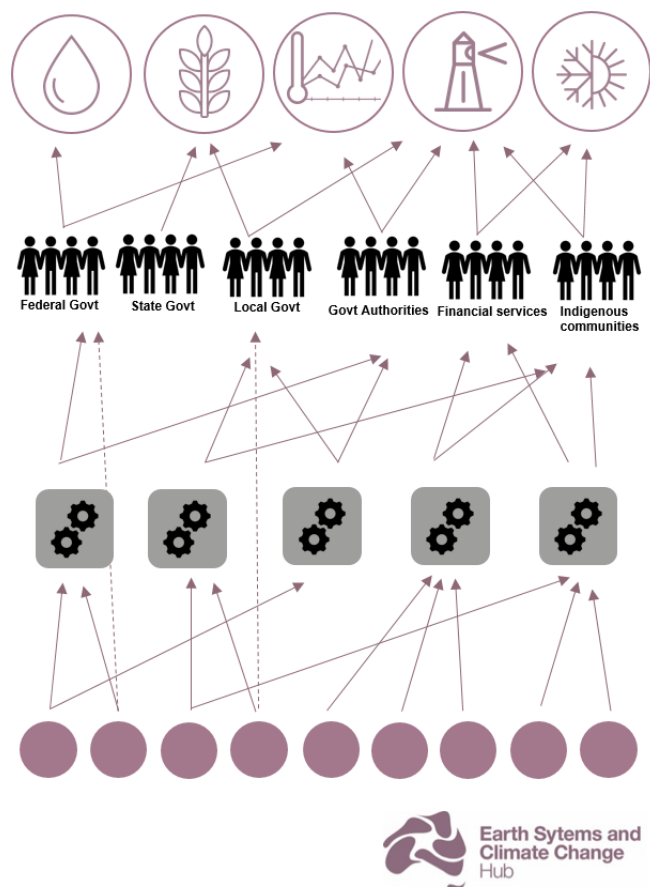 Federal Govt
State Govt
Local Govt
Govt Authorities
Financial services
Indigenous
communities
Earth Sytems and
Climate Change
Hub